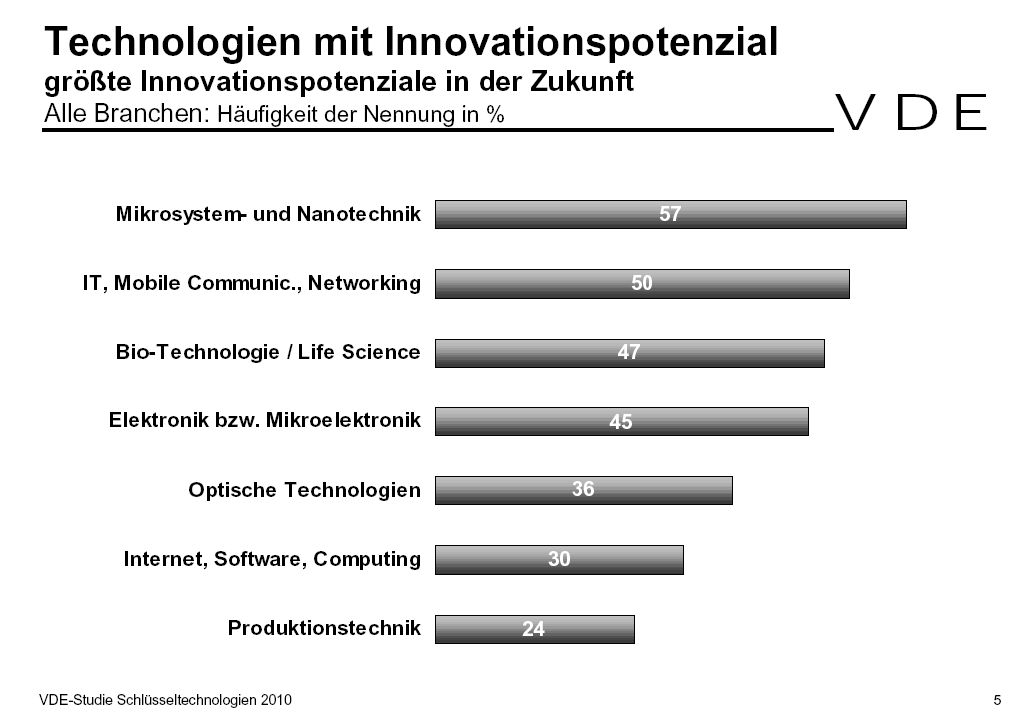 Technologien mit Innovationspotenzial
größte Innovationspotenziale in der Zukunft
Alle Branchen: Häufigkeit der Nennung in %
VDE
Mikrosystem- und Nanotechnik 57
IT, Mobile Communic., Networking 50
Bio-Technologie / Life Science 47
Elektronik bzw. Mikroelektronik 45
Optische Technologien 36
Internet, Software, Computing 30
Produktionstechnik 24
VDE-Studie Schlüsseltechnologien 2010 5